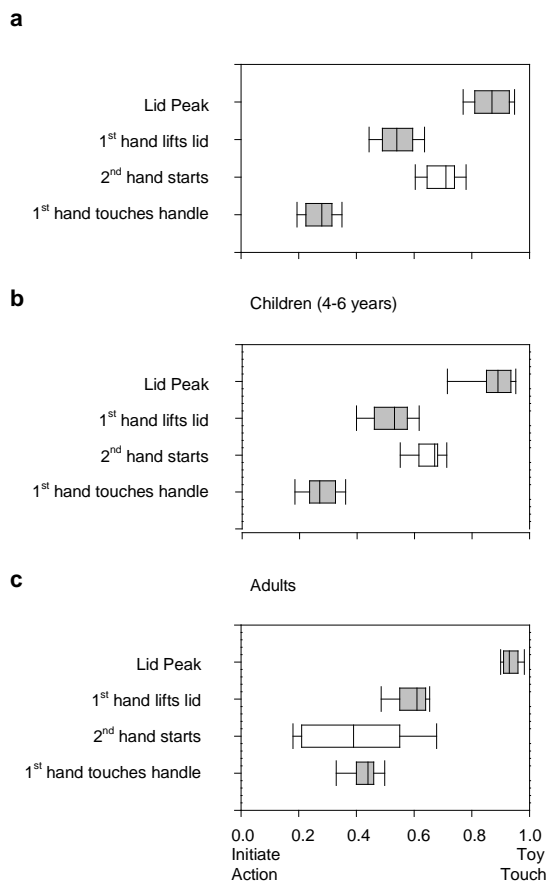 a
Lid Peak
1st hand lifts lid
2nd hand starts
1st hand touches handle
b
Children (4-6 years)
Lid Peak
1st hand lifts lid
2nd hand starts
1st hand touches handle
c
Adults
Lid Peak
1st hand lifts lid
2nd hand starts
1st hand touches handle
0.0 0.2 0.4 0.6 0.8 1.0
Initiate Toy
Action Touch